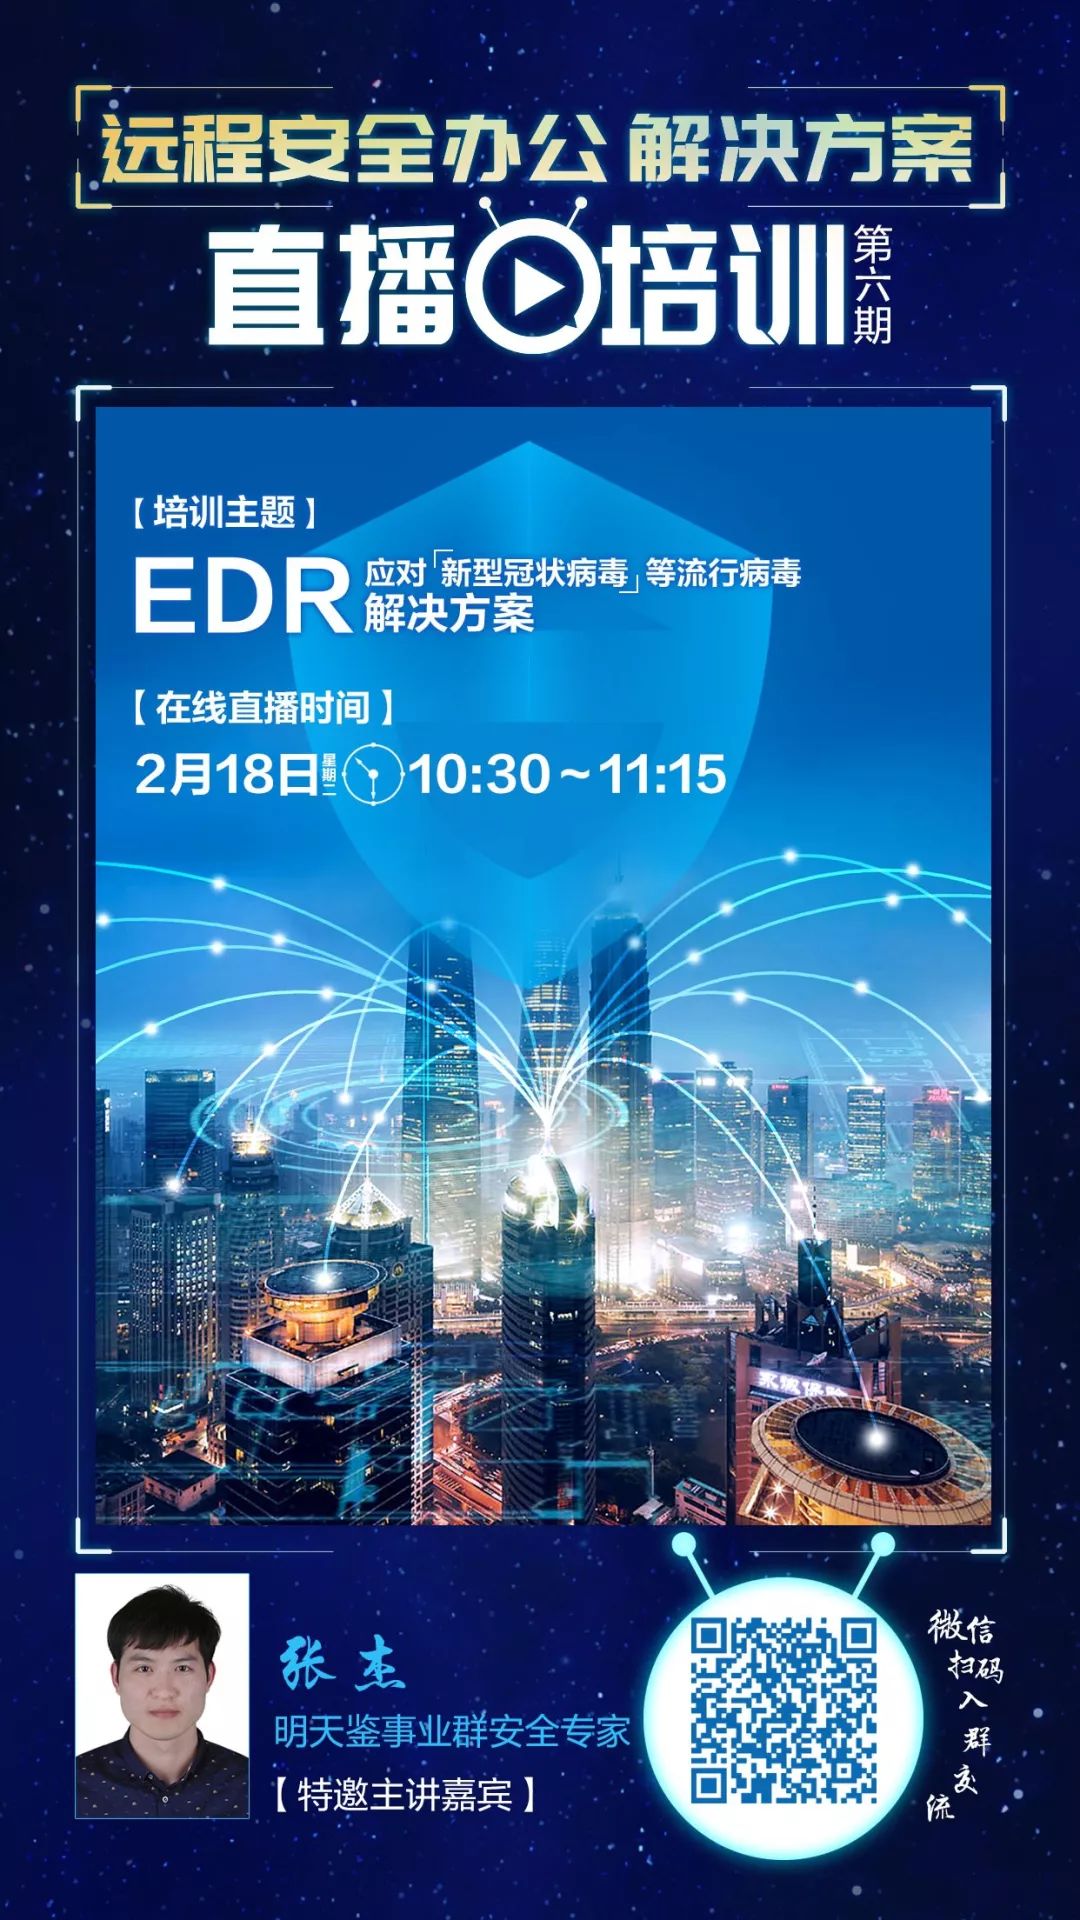 远程安全办公 解决方案
直播培训
第六期
【培训主题】
EDR 应对「新型冠状病毒」等流行病毒
解决方案
【在线直播时间】
2月18日 星期二 10:30~11:15
永诚保险
张杰
明天鉴事业群安全专家
【特邀主讲嘉宾】
微信
扫码
入
群
交
流